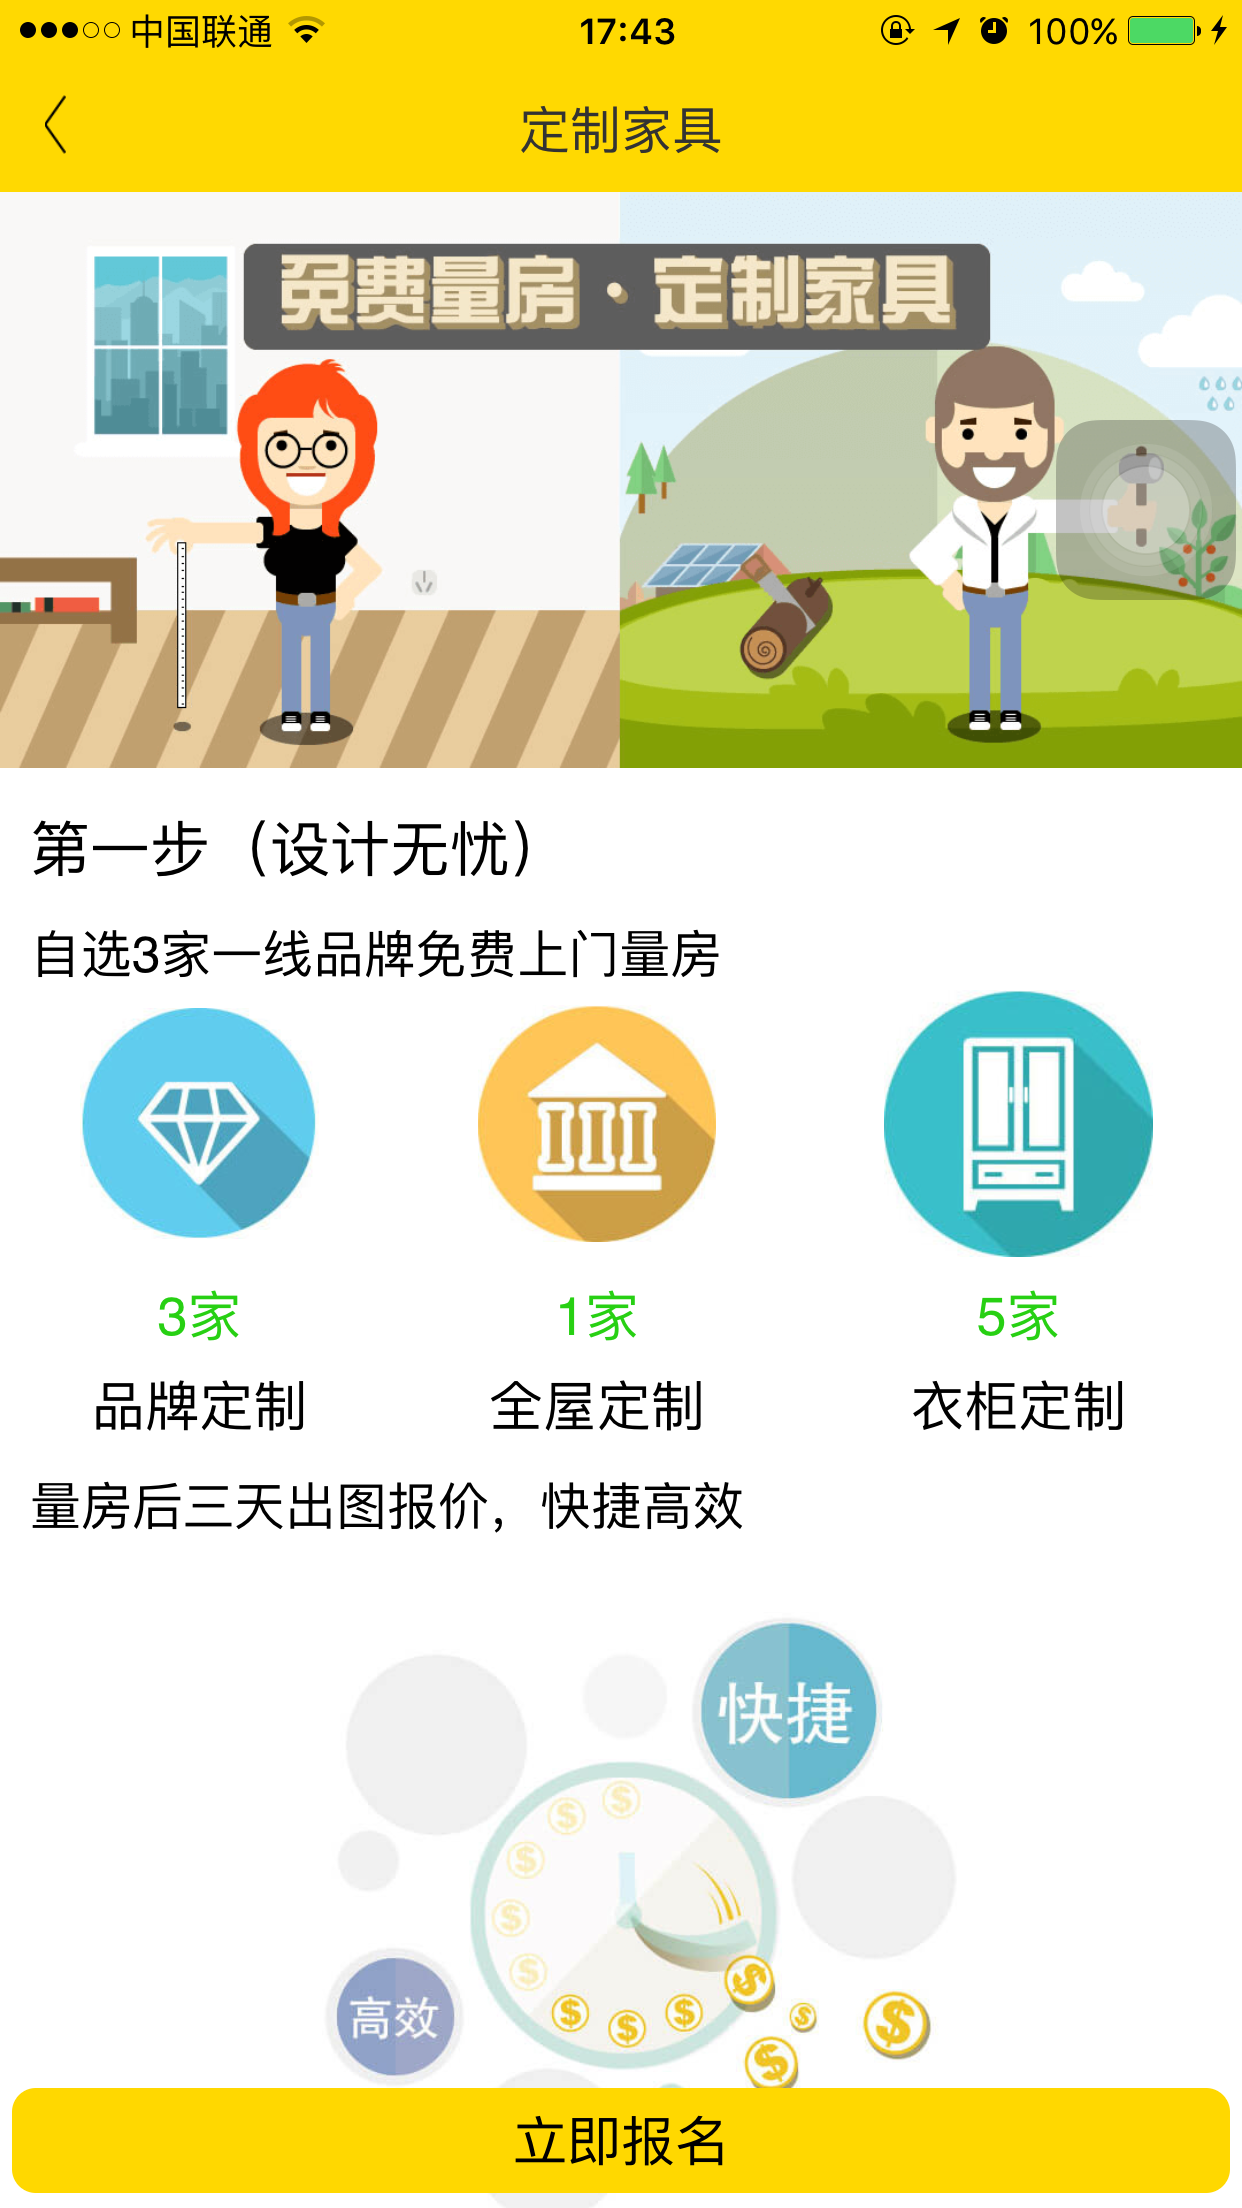 中国联通 17:43 100%
定制家具
免费量房·定制家具
第一步（设计无忧）
自选3家一线品牌免费上门量房
3家 1家 5家
品牌定制 全屋定制 衣柜定制
量房后三天出图报价，快捷高效
快捷
高效
立即报名